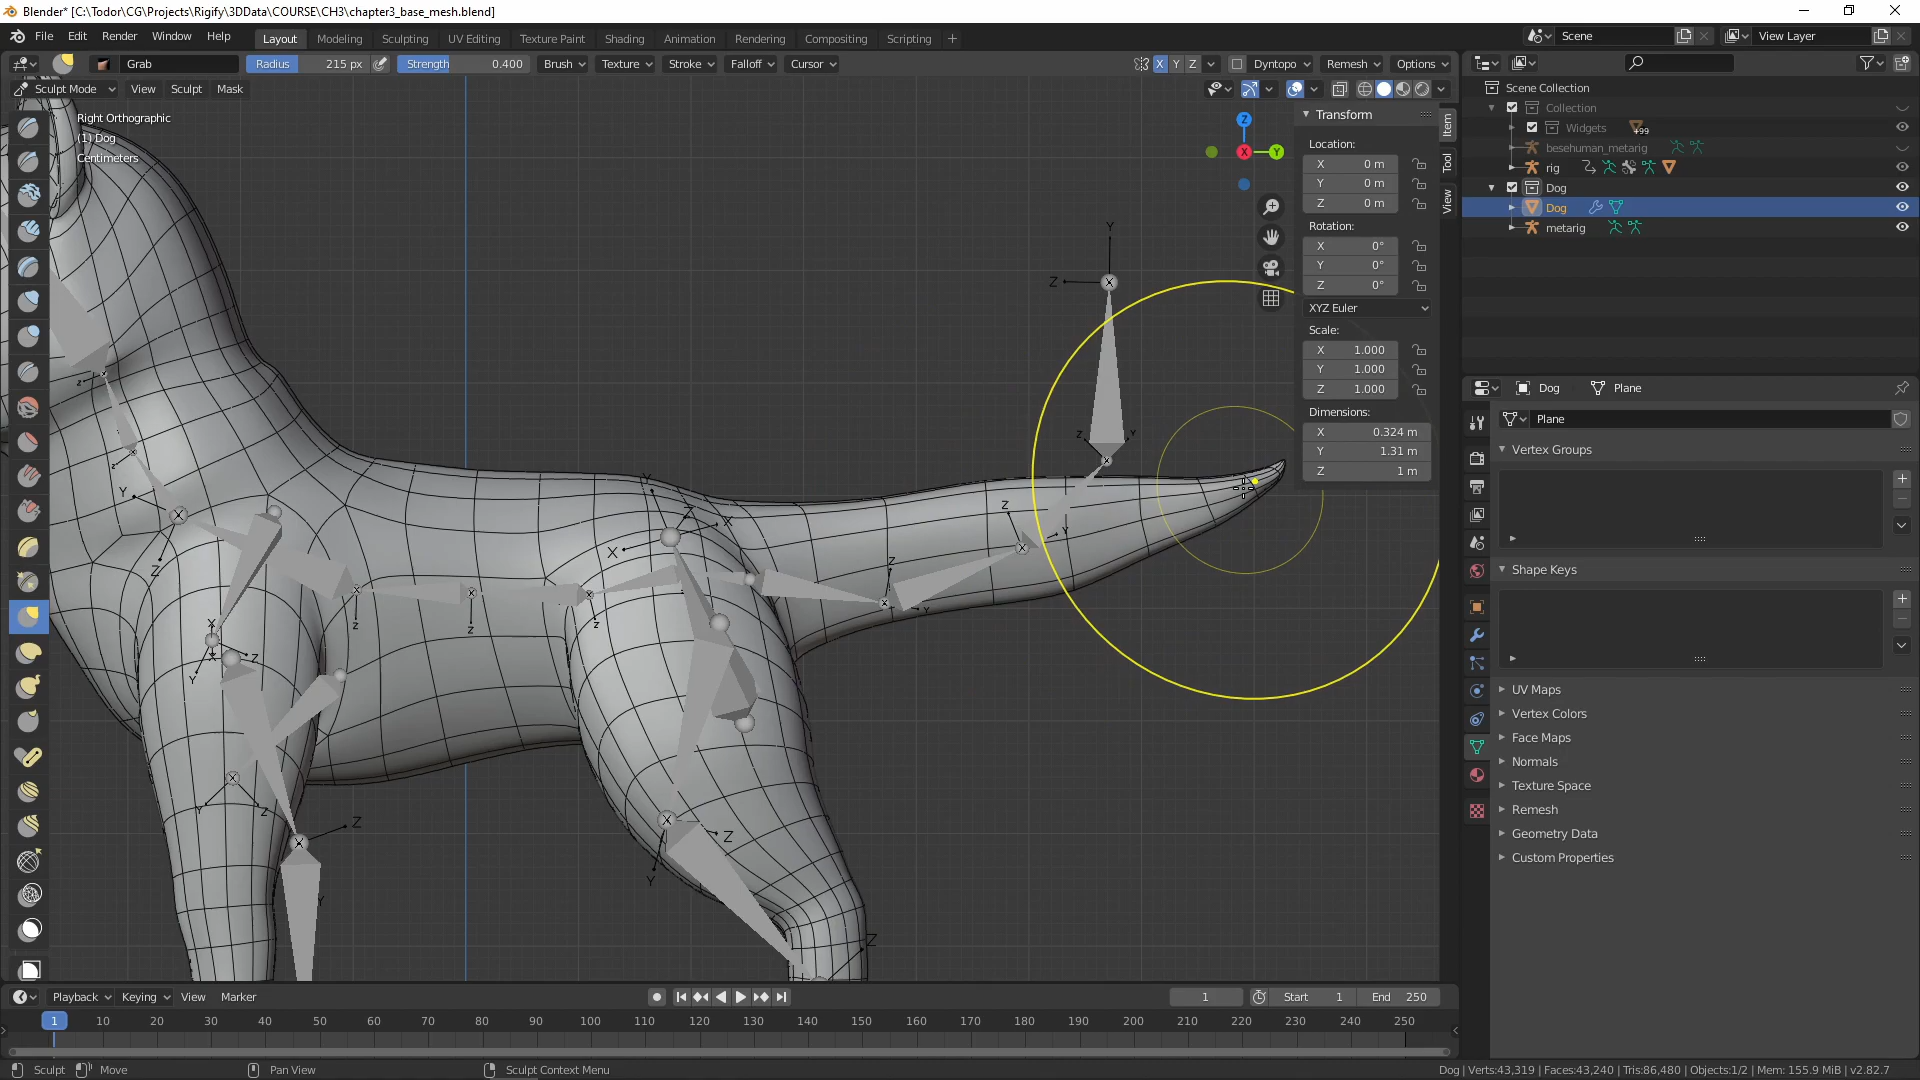 Blender* [C:\Todor\CG\Projects\Rigify\3DData\COURSE\CH3\chapter3_base_mesh.blend]
File Edit Render Window Help Layout Modeling Sculpting UV Editing Texture Paint Shading Animation Rendering Compositing Scripting + Scene View Layer
Grab Radius 215 px Strength 0.400 Brush Texture Stroke Falloff Cursor X Y Z Dyntopo Remesh Options
Sculpt Mode View Sculpt Mask
Right Orthographic
(1) Dog
Centimeters
Transform
Location:
X 0 m
Y 0 m
Z 0 m
Rotation:
X 0°
Y 0°
Z 0°
XYZ Euler
Scale:
X 1.000
Y 1.000
Z 1.000
Dimensions:
X 0.324 m
Y 1.31 m
Z 1 m
Item
Tool
View
Scene Collection
Collection
Widgets +99
besehuman_metarig
rig
Dog
Dog
metarig
Dog Plane
Plane
Vertex Groups
Shape Keys
UV Maps
Vertex Colors
Face Maps
Normals
Texture Space
Remesh
Geometry Data
Custom Properties
Playback Keying View Marker 1 Start 1 End 250
1 10 20 30 40 50 60 70 80 90 100 110 120 130 140 150 160 170 180 190 200 210 220 230 240 250
Sculpt Move Pan View Sculpt Context Menu Dog | Verts:43,319 | Faces:43,240 | Tris:86,480 | Objects:1/2 | Mem: 155.9 MiB | v2.82.7